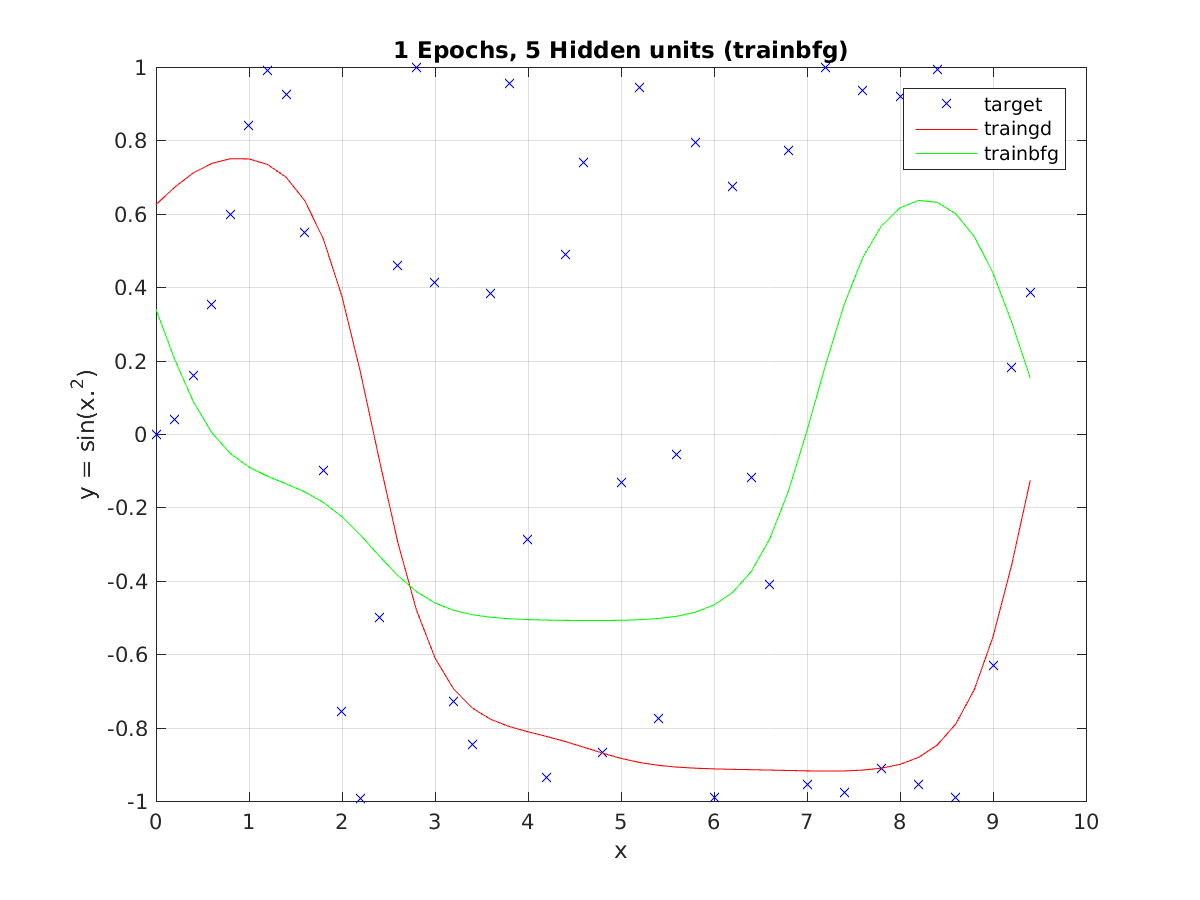 1 Epochs, 5 Hidden units (trainbfg)
1
0.8
0.6
0.4
0.2
0
-0.2
-0.4
-0.6
-0.8
-1
y = sin(x.²)
target
traingd
trainbfg
0 1 2 3 4 5 6 7 8 9 10
x